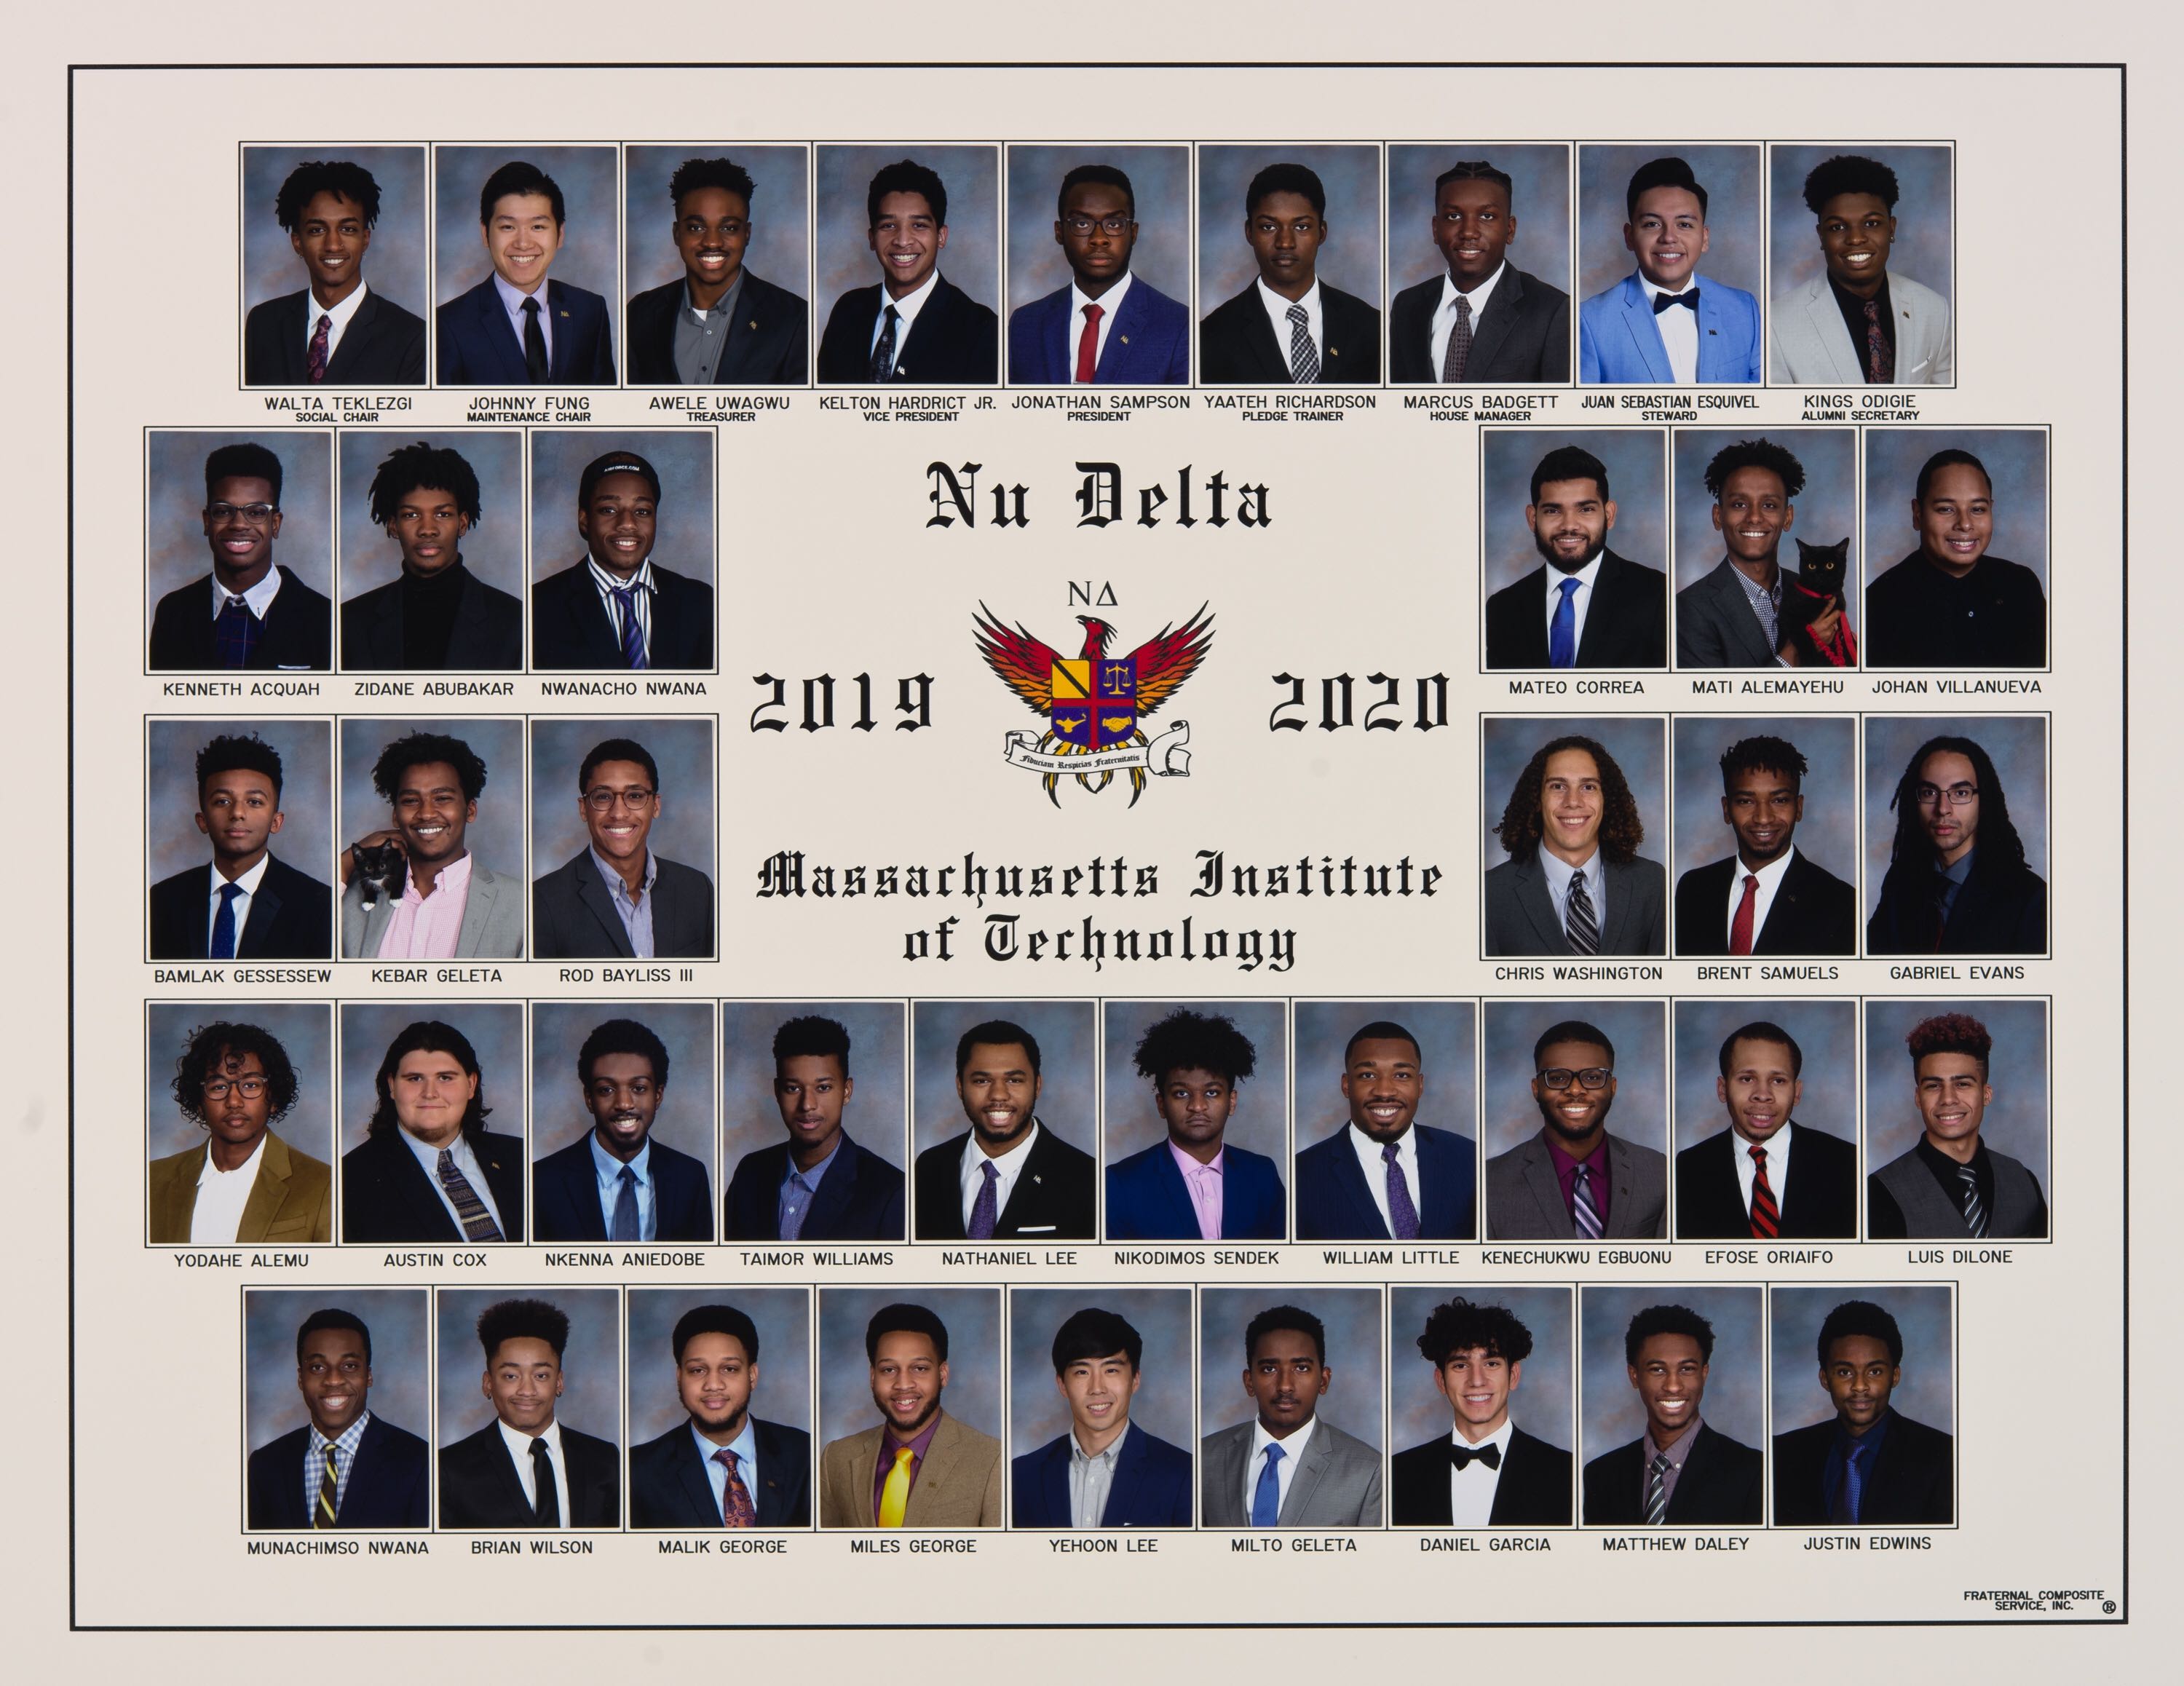 WALTA TEKLEZGI
SOCIAL CHAIR
JOHNNY FUNG
MAINTENANCE CHAIR
AWELE UWAGWU
TREASURER
KELTON HARDRICT JR.
VICE PRESIDENT
JONATHAN SAMPSON
PRESIDENT
YAATEH RICHARDSON
PLEDGE TRAINER
MARCUS BADGETT
HOUSE MANAGER
JUAN SEBASTIAN ESQUIVEL
STEWARD
KINGS ODIGIE
ALUMNI SECRETARY
KENNETH ACQUAH
ZIDANE ABUBAKAR
NWANACHO NWANA
Nu Delta
ΝΔ
2019
2020
Fiduciam Respicias Fraternitatis
Massachusetts Institute
of Technology
MATEO CORREA
MATI ALEMAYEHU
JOHAN VILLANUEVA
BAMLAK GESSESSEW
KEBAR GELETA
ROD BAYLISS III
CHRIS WASHINGTON
BRENT SAMUELS
GABRIEL EVANS
YODAHE ALEMU
AUSTIN COX
NKENNA ANIEDOBE
TAIMOR WILLIAMS
NATHANIEL LEE
NIKODIMOS SENDEK
WILLIAM LITTLE
KENECHUKWU EGBUONU
EFOSE ORIAIFO
LUIS DILONE
MUNACHIMSO NWANA
BRIAN WILSON
MALIK GEORGE
MILES GEORGE
YEHOON LEE
MILTO GELETA
DANIEL GARCIA
MATTHEW DALEY
JUSTIN EDWINS
FRATERNAL COMPOSITE
SERVICE, INC. ®